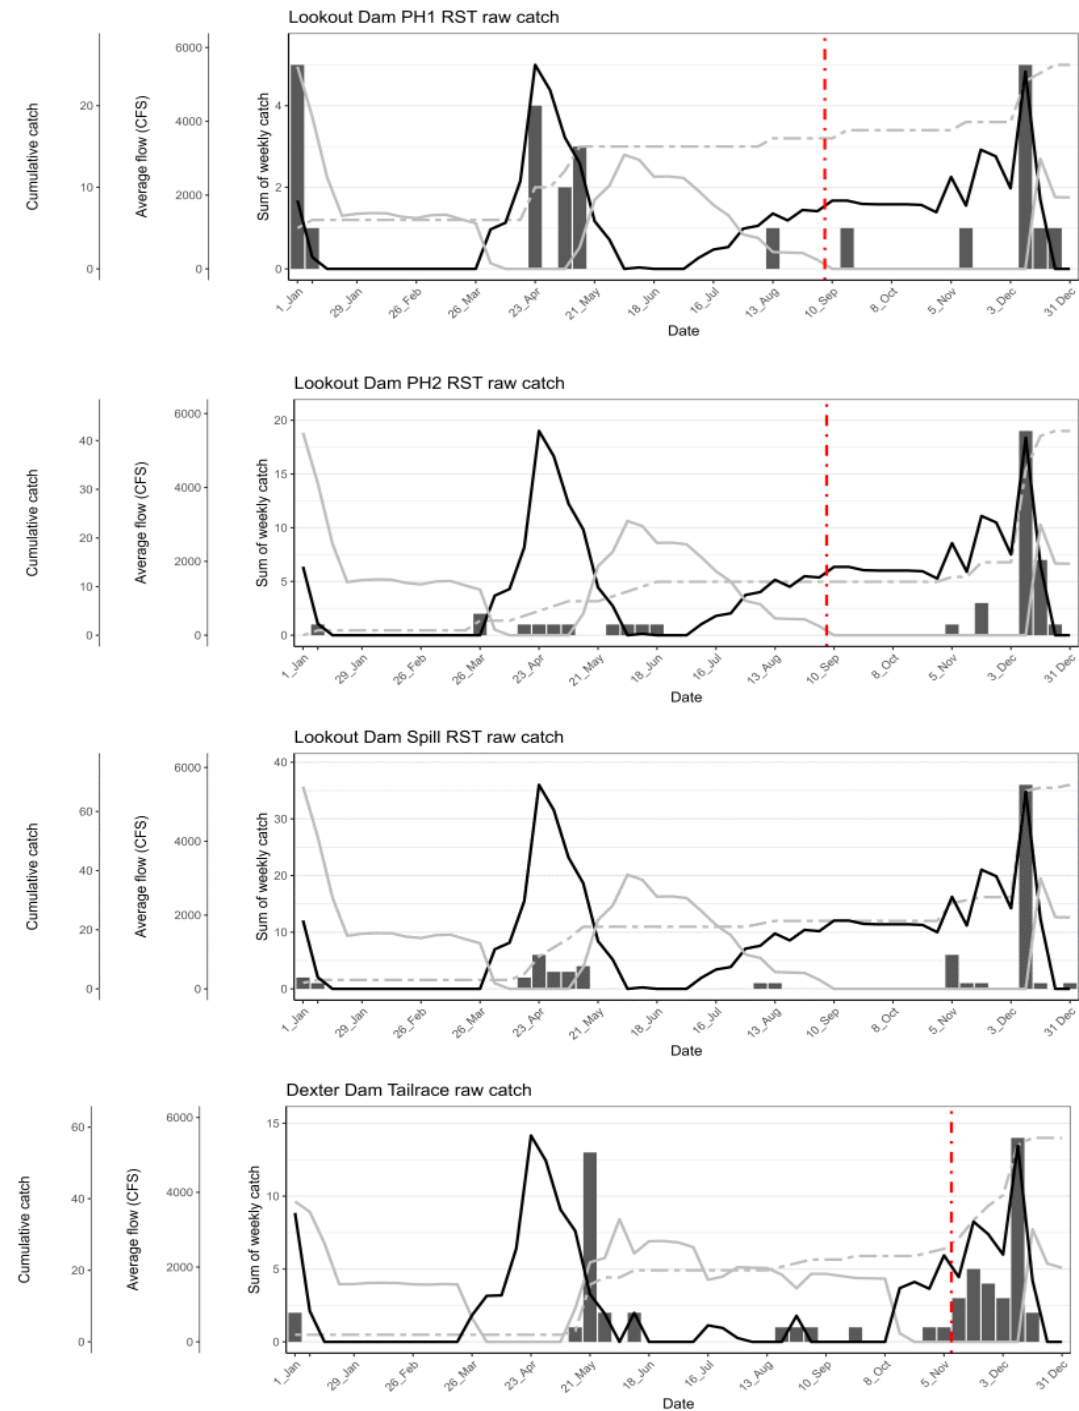 Lookout Dam PH1 RST raw catch
Cumulative catch
20
10
0
Average flow (CFS)
6000
4000
2000
0
Sum of weekly catch
4
2
0
1_Jan 29_Jan 26_Feb 26_Mar 23_Apr 21_May 18_Jun 16_Jul 13_Aug 10_Sep 8_Oct 5_Nov 3_Dec 31 Dec
Date
Lookout Dam PH2 RST raw catch
Cumulative catch
40
30
20
10
0
Average flow (CFS)
6000
4000
2000
0
Sum of weekly catch
20
15
10
5
0
1_Jan 29_Jan 26_Feb 26_Mar 23_Apr 21_May 18_Jun 16_Jul 13_Aug 10_Sep 8_Oct 5_Nov 3_Dec 31 Dec
Date
Lookout Dam Spill RST raw catch
Cumulative catch
60
40
20
0
Average flow (CFS)
6000
4000
2000
0
Sum of weekly catch
40
30
20
10
0
1_Jan 29_Jan 26_Feb 26_Mar 23_Apr 21_May 18_Jun 16_Jul 13_Aug 10_Sep 8_Oct 5_Nov 3_Dec 31 Dec
Date
Dexter Dam Tailrace raw catch
Cumulative catch
60
40
20
0
Average flow (CFS)
6000
4000
2000
0
Sum of weekly catch
15
10
5
0
1_Jan 29_Jan 26_Feb 26_Mar 23_Apr 21_May 18_Jun 16_Jul 13_Aug 10_Sep 8_Oct 5_Nov 3_Dec 31_Dec
Date